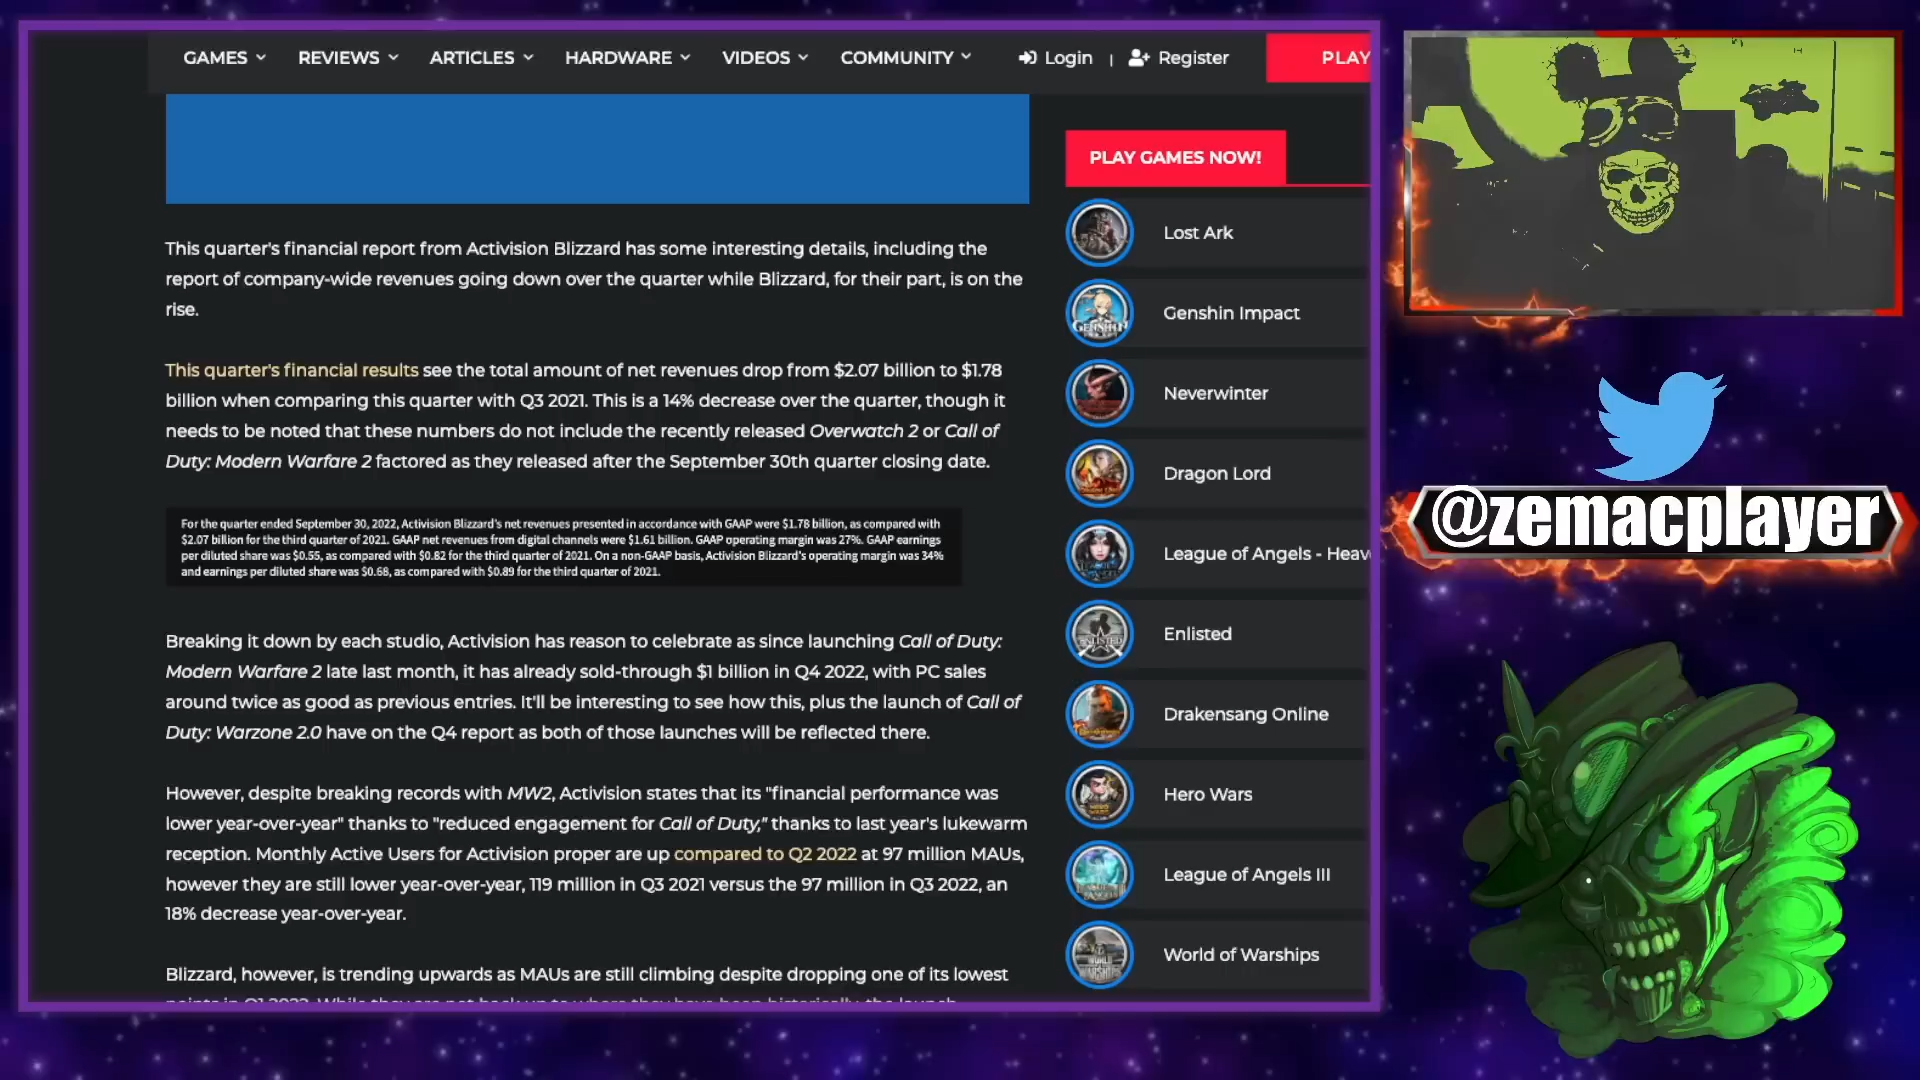 GAMES REVIEWS ARTICLES HARDWARE VIDEOS COMMUNITY Login | Register PLAY
This quarter's financial report from Activision Blizzard has some interesting details, including the
report of company-wide revenues going down over the quarter while Blizzard, for their part, is on the
rise.
This quarter's financial results see the total amount of net revenues drop from $2.07 billion to $1.78
billion when comparing this quarter with Q3 2021. This is a 14% decrease over the quarter, though it
needs to be noted that these numbers do not include the recently released Overwatch 2 or Call of
Duty: Modern Warfare 2 factored as they released after the September 30th quarter closing date.
For the quarter ended September 30, 2022, Activision Blizzard's net revenues presented in accordance with GAAP were $1.78 billion, as compared with
$2.07 billion for the third quarter of 2021. GAAP net revenues from digital channels were $1.61 billion. GAAP operating margin was 27%. GAAP earnings
per diluted share was $0.55, as compared with $0.82 for the third quarter of 2021. On a non-GAAP basis, Activision Blizzard's operating margin was 34%
and earnings per diluted share was $0.68, as compared with $0.89 for the third quarter of 2021.
Breaking it down by each studio, Activision has reason to celebrate as since launching Call of Duty:
Modern Warfare 2 late last month, it has already sold-through $1 billion in Q4 2022, with PC sales
around twice as good as previous entries. It'll be interesting to see how this, plus the launch of Call of
Duty: Warzone 2.0 have on the Q4 report as both of those launches will be reflected there.
However, despite breaking records with MW2, Activision states that its "financial performance was
lower year-over-year" thanks to "reduced engagement for Call of Duty," thanks to last year's lukewarm
reception. Monthly Active Users for Activision proper are up compared to Q2 2022 at 97 million MAUs,
however they are still lower year-over-year, 119 million in Q3 2021 versus the 97 million in Q3 2022, an
18% decrease year-over-year.
Blizzard, however, is trending upwards as MAUs are still climbing despite dropping one of its lowest
PLAY GAMES NOW!
Lost Ark
Genshin Impact
Neverwinter
Dragon Lord
League of Angels - Heav
Enlisted
Drakensang Online
Hero Wars
League of Angels III
World of Warships
@zemacplayer